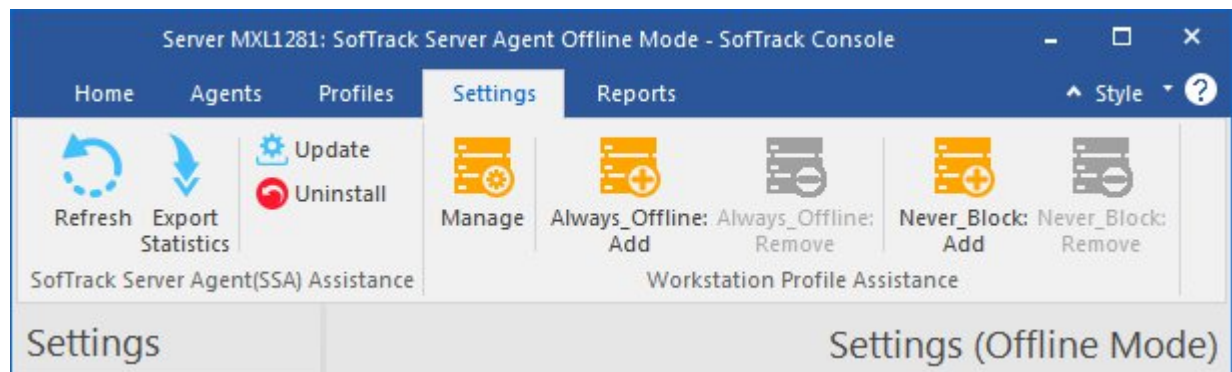 Server MXL1281: SofTrack Server Agent Offline Mode - SofTrack Console
Home Agents Profiles Settings Reports Style ?
Refresh
Export
Statistics
Update
Uninstall
SofTrack Server Agent(SSA) Assistance
Manage
Always_Offline:
Add
Always_Offline:
Remove
Never_Block:
Add
Never_Block:
Remove
Workstation Profile Assistance
Settings
Settings (Offline Mode)